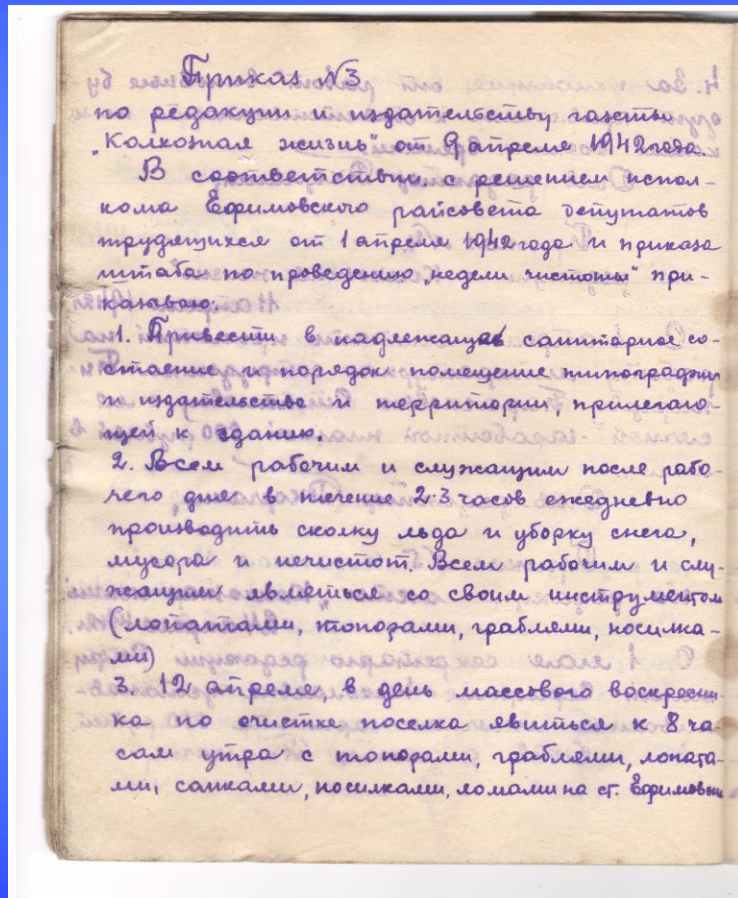 Приказ №3
по редакции и издательству газеты
„Колхозная жизнь" от 9 апреля 1942 года.
В соответствии с решением испол-
кома Ефимовского райсовета депутатов
трудящихся от 1 апреля 1942 года и приказа
штаба по проведению „недели чистоты" при-
казываю:
1. Привести в надлежащее санитарное со-
стояние и порядок помещение типографии
и издательства и территории, прилегаю-
щей к зданию.
2. Всем рабочим и служащим после рабо-
чего дня в течение 2-3 часов ежедневно
производить сколку льда и уборку снега,
мусора и нечистот. Всем рабочим и слу-
жащим являться со своим инструментом
(лопатами, топорами, граблями, носилка-
ми)
3. 12 апреля, в день массового воскресни-
ка по очистке поселка явиться к 8 ча-
сам утра с топорами, граблями, лопата-
ми, санками, носилками, ломами на ст.